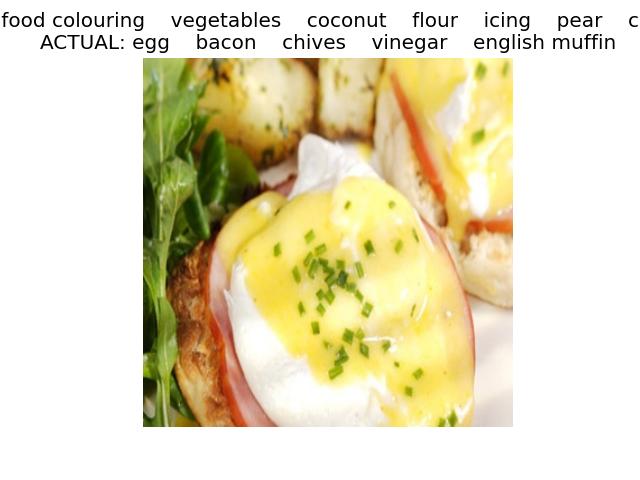 food colouring vegetables coconut flour icing pear c
ACTUAL: egg bacon chives vinegar english muffin